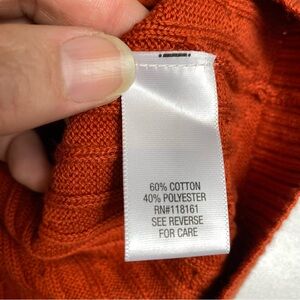 60% COTTON
40% POLYESTER
RN#118161
SEE REVERSE
FOR CARE